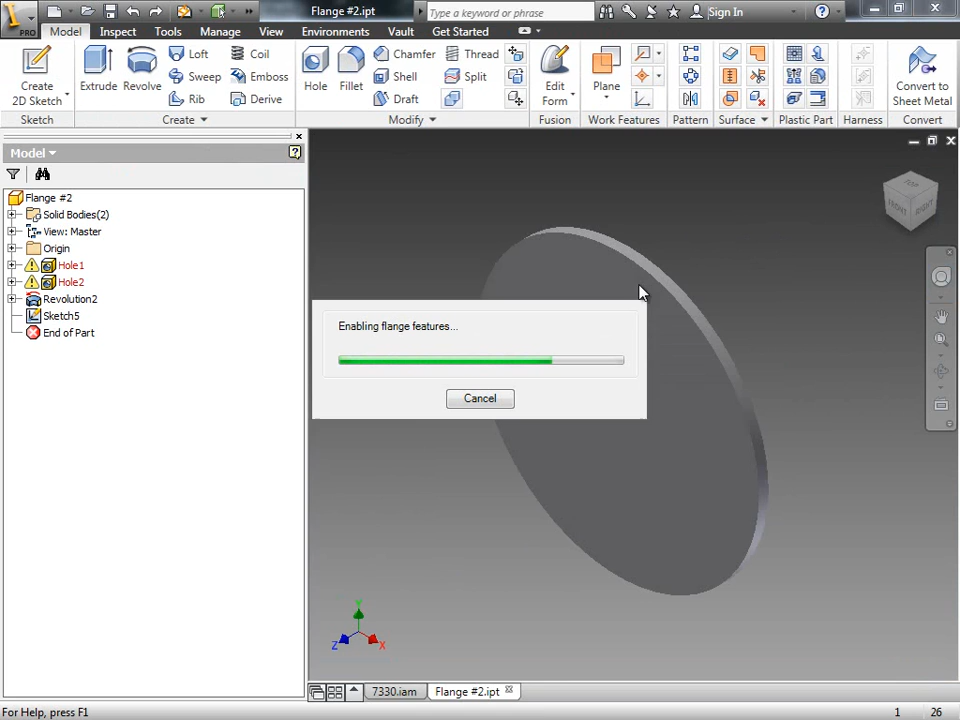 Flange #2.ipt
Type a keyword or phrase
Sign In
PRO
Model
Inspect
Tools
Manage
View
Environments
Vault
Get Started
Create
2D Sketch
Extrude
Revolve
Loft
Sweep
Rib
Coil
Emboss
Derive
Hole
Fillet
Chamfer
Shell
Draft
Thread
Split
Edit
Form
Plane
Convert to
Sheet Metal
Sketch
Create
Modify
Fusion
Work Features
Pattern
Surface
Plastic Part
Harness
Convert
Model
Flange #2
Solid Bodies(2)
View: Master
Origin
Hole1
Hole2
Revolution2
Sketch5
End of Part
TOP
FRONT
RIGHT
Enabling flange features...
Cancel
Y
Z
X
7330.iam
Flange #2.ipt
For Help, press F1
1
26